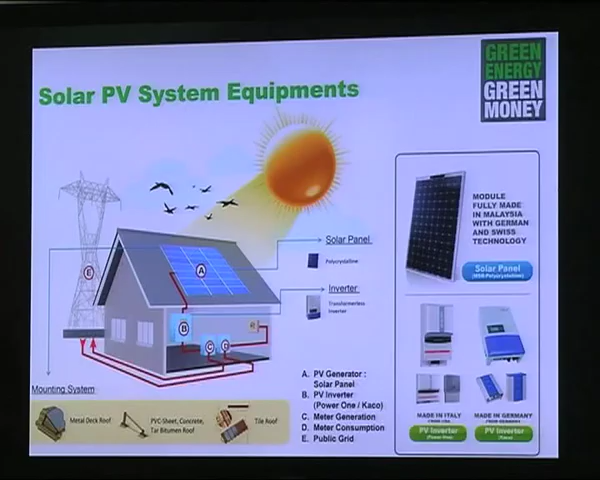 Solar PV System Equipments
GREEN
ENERGY
GREEN
MONEY
Solar Panel
Polycrystalline
Inverter
Transformerless
Inverter
E
A
B
C
D
Mounting System
Metal Deck Roof
PVC-Sheet, Concrete,
Tar Bitumen Roof
Tile Roof
A. PV Generator :
Solar Panel
B. PV Inverter
(Power One / Kaco)
C. Meter Generation
D. Meter Consumption
E. Public Grid
MODULE
FULLY MADE
IN MALAYSIA
WITH GERMAN
AND SWISS
TECHNOLOGY
Solar Panel
MADE IN ITALY
PV Inverter
(Power One)
MADE IN GERMANY
PV Inverter
(Kaco)